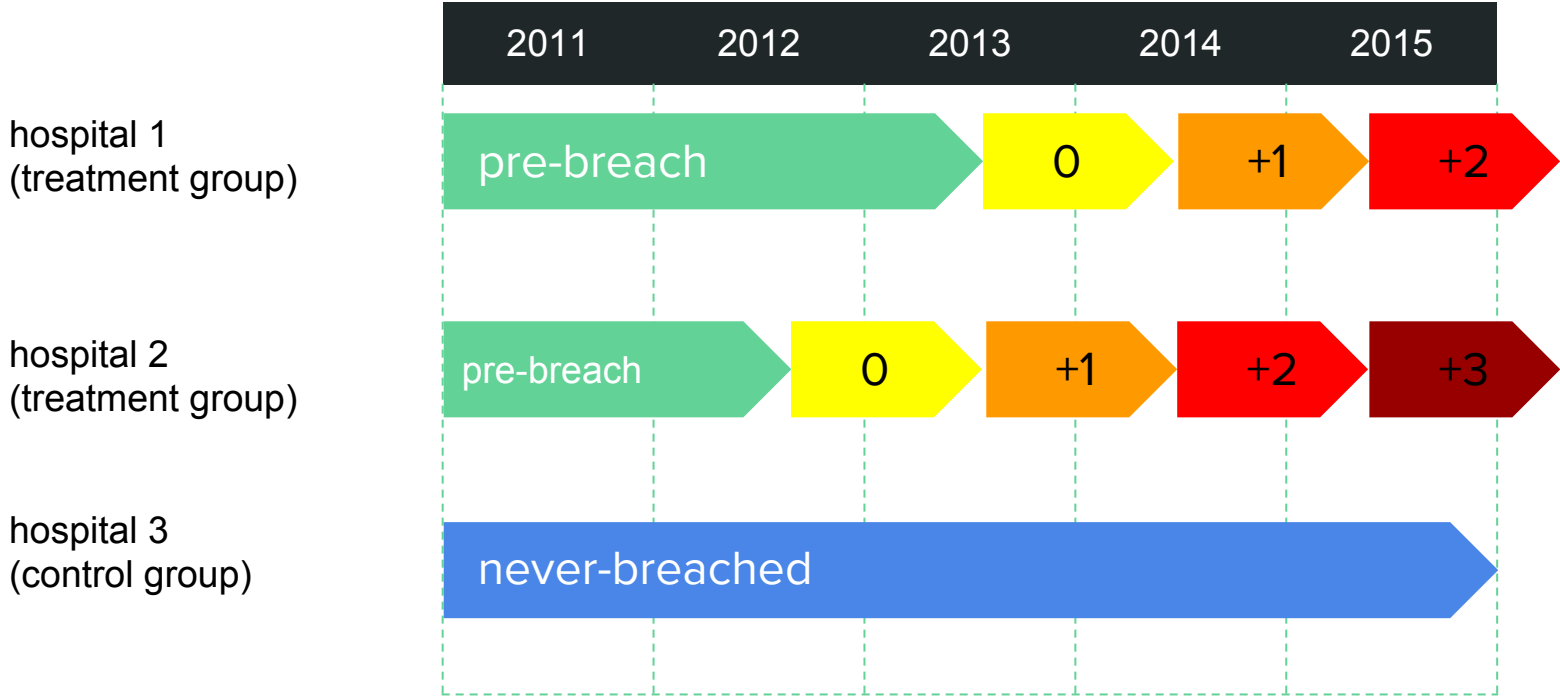 2011 2012 2013 2014 2015
hospital 1
(treatment group)
pre-breach 0 +1 +2
hospital 2
(treatment group)
pre-breach 0 +1 +2 +3
hospital 3
(control group)
never-breached